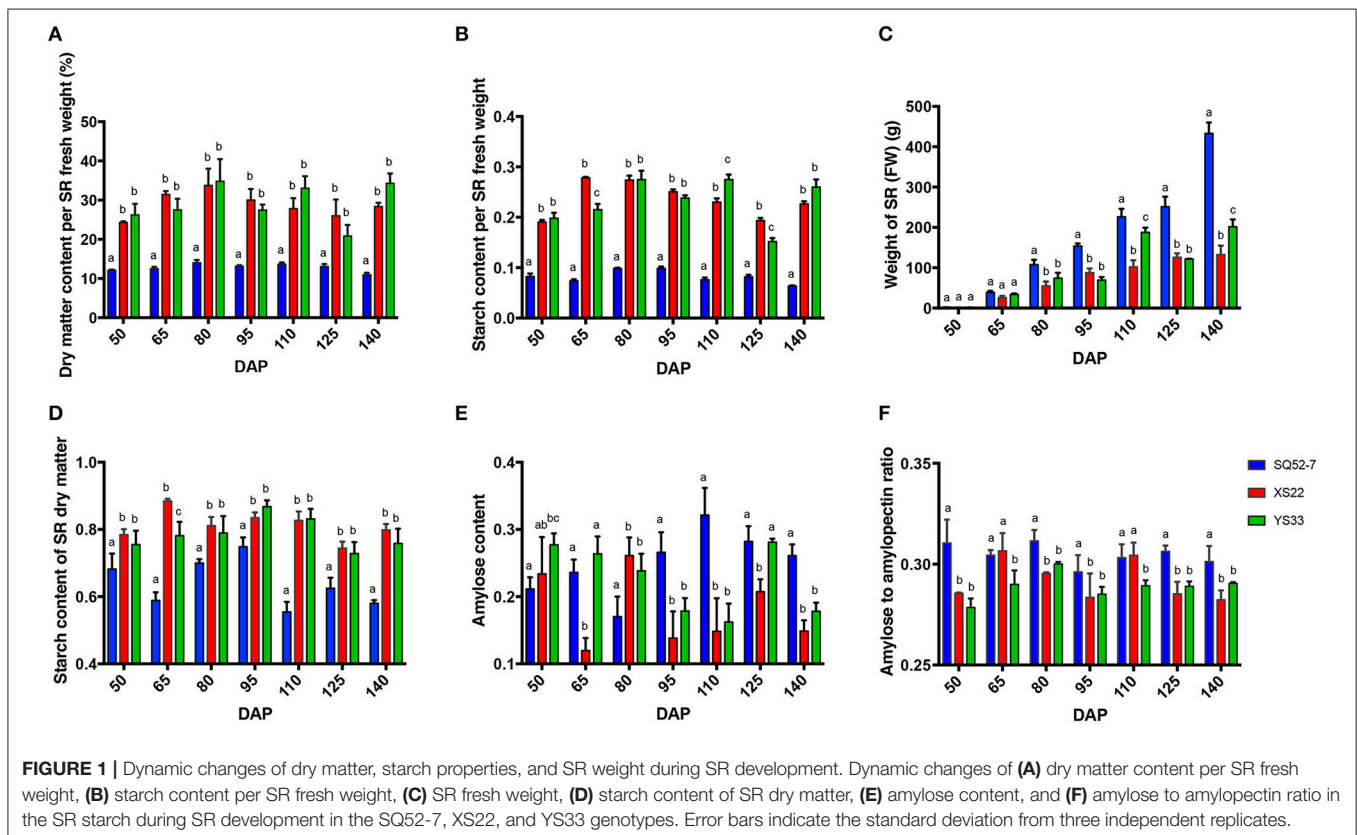 A
Dry matter content per SR fresh weight (%)
50
40
30
20
10
0
a b b
a b b
a b b
a b b
a b b
a b b
a b b
50 65 80 95 110 125 140
DAP
B
Starch content per SR fresh weight
0.4
0.3
0.2
0.1
0.0
a b b
a b c
a b b
a b b
a b c
a b c
a b b
50 65 80 95 110 125 140
DAP
C
Weight of SR (FW) (g)
500
400
300
200
100
0
a a a
a a a
a b b
a b b
a b c
a b b
a b c
50 65 80 95 110 125 140
DAP
D
Starch content of SR dry matter
1.0
0.8
0.6
0.4
a b b
a b c
a b b
a b b
a b b
a b b
a b b
50 65 80 95 110 125 140
DAP
E
Amylose content
0.4
0.3
0.2
0.1
a ab bc
a b a
a b b
a b b
a b b
a b a
a b b
50 65 80 95 110 125 140
DAP
F
Amylose to amylopectin ratio
0.35
0.30
0.25
a b b
a a b
a b b
a b b
a a b
a b b
a b b
50 65 80 95 110 125 140
DAP
SQ52-7
XS22
YS33
FIGURE 1 | Dynamic changes of dry matter, starch properties, and SR weight during SR development. Dynamic changes of (A) dry matter content per SR fresh
weight, (B) starch content per SR fresh weight, (C) SR fresh weight, (D) starch content of SR dry matter, (E) amylose content, and (F) amylose to amylopectin ratio in
the SR starch during SR development in the SQ52-7, XS22, and YS33 genotypes. Error bars indicate the standard deviation from three independent replicates.